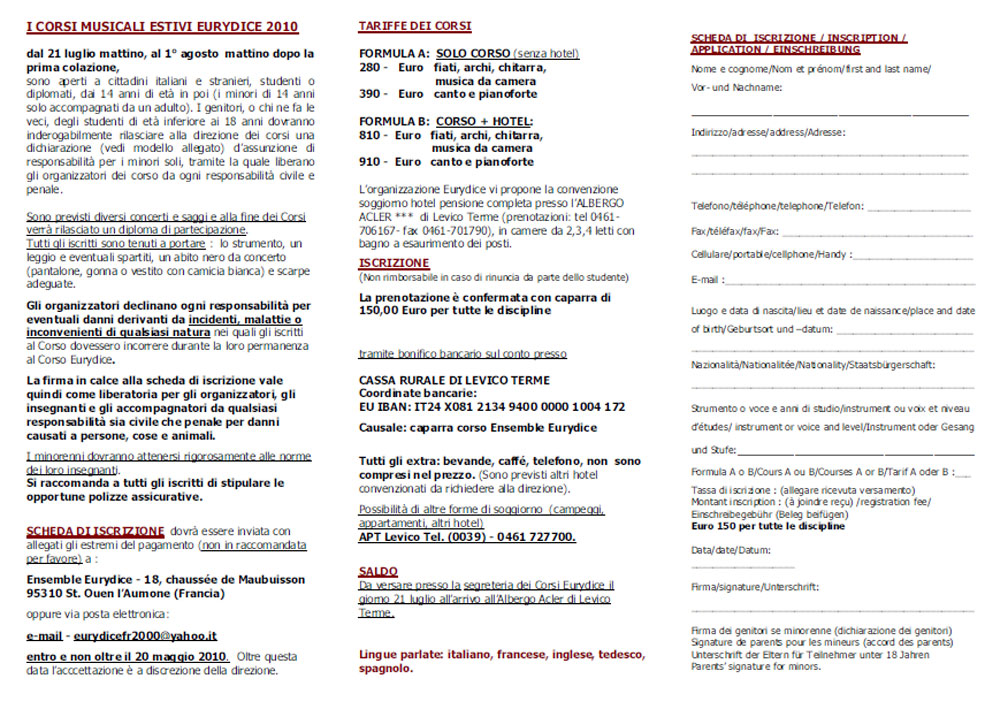 I CORSI MUSICALI ESTIVI EURYDICE 2010
dal 21 luglio mattino, al 1° agosto mattino dopo la
prima colazione,
sono aperti a cittadini italiani e stranieri, studenti o
diplomati, dai 14 anni di età in poi (i minori di 14 anni
solo accompagnati da un adulto). I genitori, o chi ne fa le
veci, degli studenti di età inferiore ai 18 anni dovranno
inderogabilmente rilasciare alla direzione dei corsi una
dichiarazione (vedi modello allegato) d'assunzione di
responsabilità per i minori soli, tramite la quale liberano
gli organizzatori dei corso da ogni responsabilità civile e
penale.
Sono previsti diversi concerti e saggi e alla fine dei Corsi
verrà rilasciato un diploma di partecipazione.
Tutti gli iscritti sono tenuti a portare : lo strumento, un
leggio e eventuali spartiti, un abito nero da concerto
(pantalone, gonna o vestito con camicia bianca) e scarpe
adeguate.
Gli organizzatori declinano ogni responsabilità per
eventuali danni derivanti da incidenti, malattie o
inconvenienti di qualsiasi natura nei quali gli iscritti
al Corso dovessero incorrere durante la loro permanenza
al Corso Eurydice.
La firma in calce alla scheda di iscrizione vale
quindi come liberatoria per gli organizzatori, gli
insegnanti e gli accompagnatori da qualsiasi
responsabilità sia civile che penale per danni
causati a persone, cose e animali.
I minorenni dovranno attenersi rigorosamente alle norme
dei loro insegnanti.
Si raccomanda a tutti gli iscritti di stipulare le
opportune polizze assicurative.
SCHEDA DI ISCRIZIONE dovrà essere inviata con
allegati gli estremi del pagamento (non in raccomandata
per favore) a :
Ensemble Eurydice - 18, chaussée de Maubuisson
95310 St. Ouen l'Aumone (Francia)
oppure via posta elettronica:
e-mail - eurydicefr2000@yahoo.it
entro e non oltre il 20 maggio 2010. Oltre questa
data l'acccettazione è a discrezione della direzione.
TARIFFE DEI CORSI
FORMULA A: SOLO CORSO (senza hotel)
280 - Euro fiati, archi, chitarra,
musica da camera
390 - Euro canto e pianoforte
FORMULA B: CORSO + HOTEL:
810 - Euro fiati, archi, chitarra,
musica da camera
910 - Euro canto e pianoforte
L'organizzazione Eurydice vi propone la convenzione
soggiorno hotel pensione completa presso l'ALBERGO
ACLER *** di Levico Terme (prenotazioni: tel 0461-
706167- fax 0461-701790), in camere da 2,3,4 letti con
bagno a esaurimento dei posti.
ISCRIZIONE
(Non rimborsabile in caso di rinuncia da parte dello studente)
La prenotazione è confermata con caparra di
150,00 Euro per tutte le discipline
tramite bonifico bancario sul conto presso
CASSA RURALE DI LEVICO TERME
Coordinate bancarie:
EU IBAN: IT24 X081 2134 9400 0000 1004 172
Causale: caparra corso Ensemble Eurydice
Tutti gli extra: bevande, caffé, telefono, non sono
compresi nel prezzo. (Sono previsti altri hotel
convenzionati da richiedere alla direzione).
Possibilità di altre forme di soggiorno (campeggi,
appartamenti, altri hotel)
APT Levico Tel. (0039) - 0461 727700.
SALDO
Da versare presso la segreteria dei Corsi Eurydice il
giorno 21 luglio all'arrivo all'Albergo Acler di Levico
Terme.
Lingue parlate: italiano, francese, inglese, tedesco,
spagnolo.
SCHEDA DI ISCRIZIONE / INSCRIPTION /
APPLICATION / EINSCHREIBUNG
Nome e cognome/Nom et prénom/first and last name/
Vor- und Nachname:
Indirizzo/adresse/address/Adresse:
Telefono/téléphone/telephone/Telefon:
Fax/téléfax/fax/Fax:
Cellulare/portable/cellphone/Handy :
E-mail :
Luogo e data di nascita/lieu et date de naissance/place and date
of birth/Geburtsort und –datum:
Nazionalità/Nationalitée/Nationality/Staatsbürgerschaft:
Strumento o voce e anni di studio/instrument ou voix et niveau
d'études/ instrument or voice and level/Instrument oder Gesang
und Stufe:
Formula A o B/Cours A ou B/Courses A or B/Tarif A oder B :
Tassa di iscrizione : (allegare ricevuta versamento)
Montant inscription : (à joindre reçu) /registration fee/
Einschreibegebühr (Beleg beifügen)
Euro 150 per tutte le discipline
Data/date/Datum:
Firma/signature/Unterschrift:
Firma dei genitori se minorenne (dichiarazione dei genitori)
Signature de parents pour les mineurs (accord des parents)
Unterschrift der Eltern für Teilnehmer unter 18 Jahren
Parents' signature for minors.